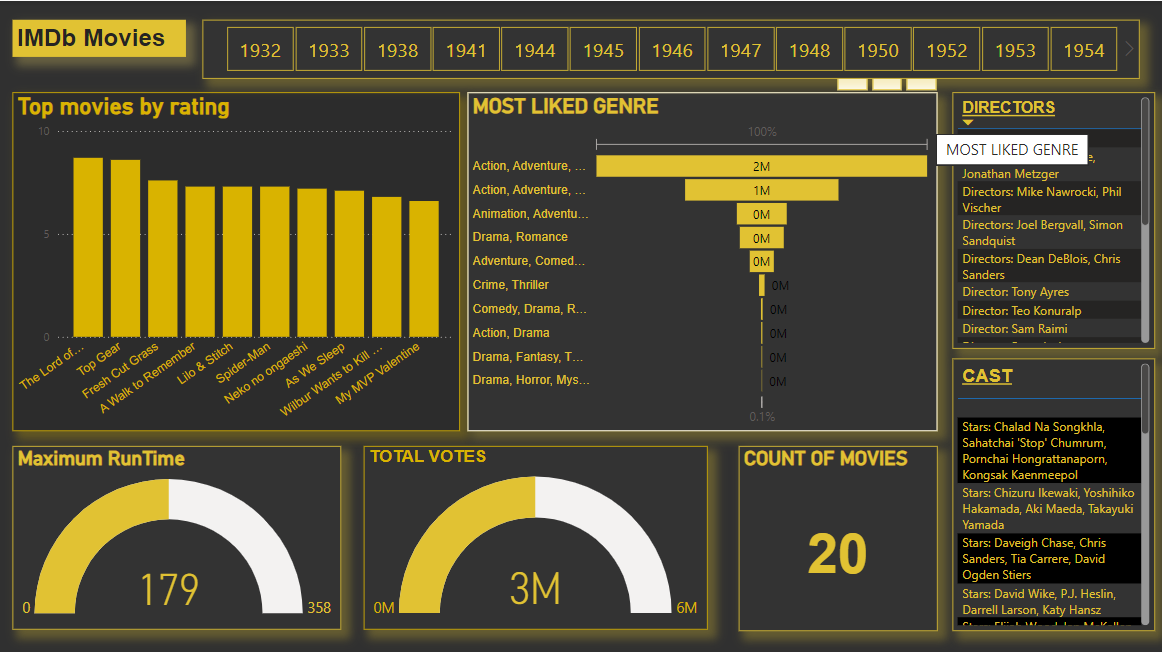 IMDb Movies
1932 1933 1938 1941 1944 1945 1946 1947 1948 1950 1952 1953 1954
Top movies by rating
10
5
0
The Lord of…
Top Gear
Fresh Cut Grass
A Walk to Remember
Lilo & Stitch
Spider-Man
Neko no ongaeshi
As We Sleep
Wilbur Wants to Kill …
My MVP Valentine
MOST LIKED GENRE
100%
Action, Adventure, … 2M
Action, Adventure, … 1M
Animation, Adventu… 0M
Drama, Romance 0M
Adventure, Comed… 0M
Crime, Thriller 0M
Comedy, Drama, R… 0M
Action, Drama 0M
Drama, Fantasy, T… 0M
Drama, Horror, Mys… 0M
0.1%
DIRECTORS
MOST LIKED GENRE
Jonathan Metzger
Directors: Mike Nawrocki, Phil
Vischer
Directors: Joel Bergvall, Simon
Sandquist
Directors: Dean DeBlois, Chris
Sanders
Director: Tony Ayres
Director: Teo Konuralp
Director: Sam Raimi
CAST
Stars: Chalad Na Songkhla,
Sahatchai 'Stop' Chumrum,
Pornchai Hongrattanaporn,
Kongsak Kaenmeepol
Stars: Chizuru Ikewaki, Yoshihiko
Hakamada, Aki Maeda, Takayuki
Yamada
Stars: Daveigh Chase, Chris
Sanders, Tia Carrere, David
Ogden Stiers
Stars: David Wike, P.J. Heslin,
Darrell Larson, Katy Hansz
Maximum RunTime
179
0 358
TOTAL VOTES
3M
0M 6M
COUNT OF MOVIES
20